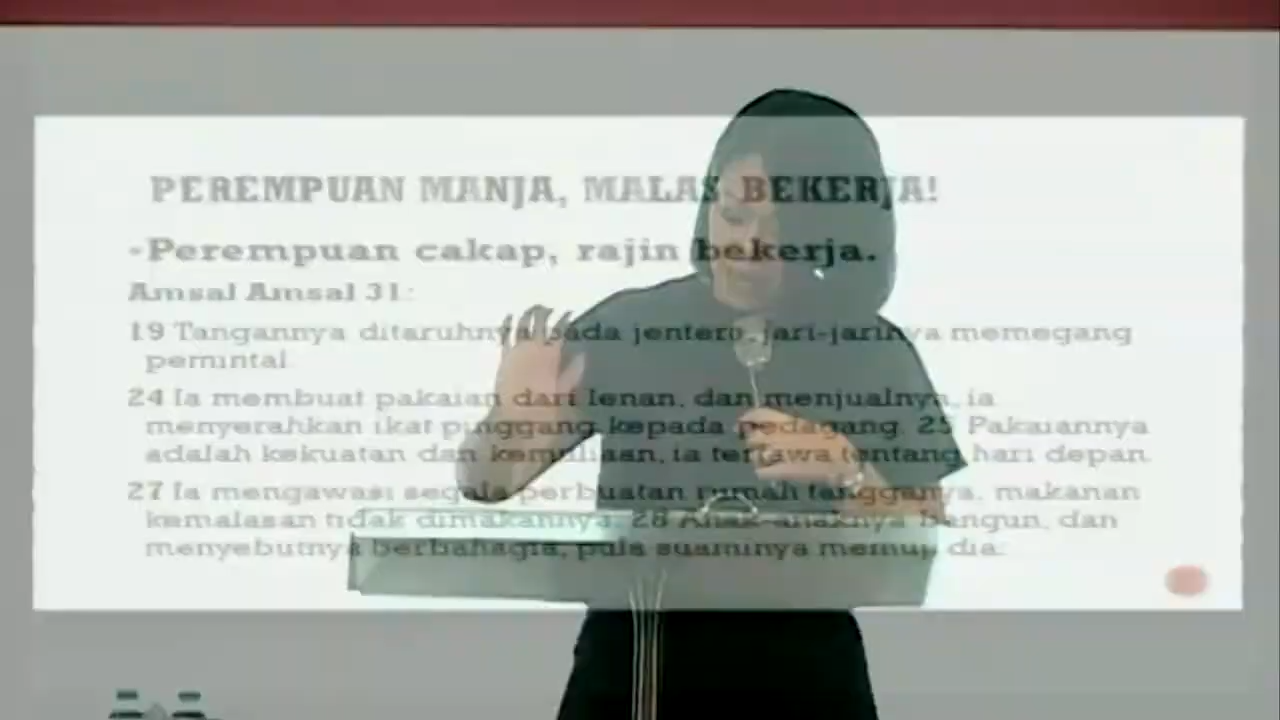 PEREMPUAN MANJA, MALAS BEKERJA!
-Perempuan cakap, rajin bekerja.
Amsal Amsal 31:
19 Tangannya ditaruhnya pada jentera, jari-jarinya memegang
pemintal.
24 Ia membuat pakaian dari lenan, dan menjualnya, ia
menyerahkan ikat pinggang kepada pedagang. 25 Pakaiannya
adalah kekuatan dan kemuliaan, ia tertawa tentang hari depan.
27 Ia mengawasi segala perbuatan rumah tangganya, makanan
kemalasan tidak dimakannya. 28 Anak-anaknya bangun, dan
menyebutnya berbahagia, pula suaminya memuji dia: